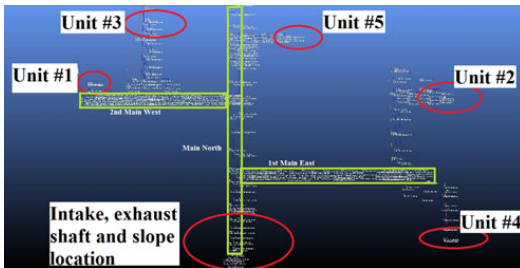 Unit #3
Unit #5
Unit #1
Unit #2
2nd Main West
Main North
1st Main East
Intake, exhaust
shaft and slope
location
Unit #4